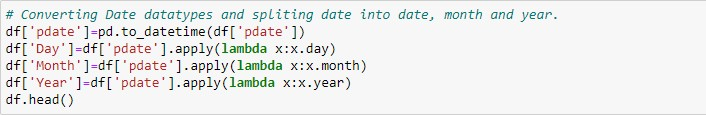 # Converting Date datatypes and spliting date into date, month and year.
df['pdate']=pd.to_datetime(df['pdate'])
df['Day']=df['pdate'].apply(lambda x:x.day)
df['Month']=df['pdate'].apply(lambda x:x.month)
df['Year']=df['pdate'].apply(lambda x:x.year)
df.head()